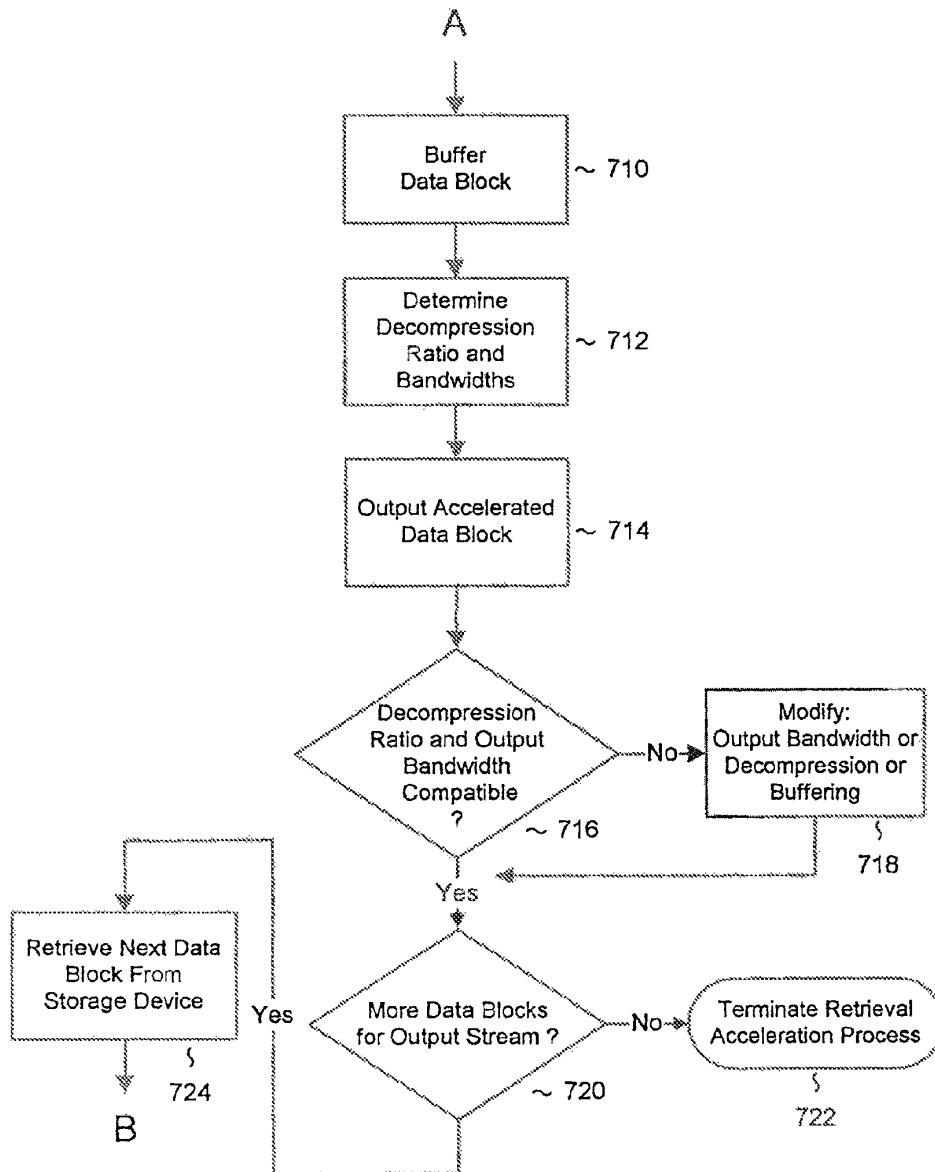 A
Buffer
Data Block
~ 710
Determine
Decompression
Ratio and
Bandwidths
~ 712
Output Accelerated
Data Block
~ 714
Decompression
Ratio and Output
Bandwidth
Compatible
?
~ 716
No
Modify:
Output Bandwidth or
Decompression or
Buffering
718
Yes
Retrieve Next Data
Block From
Storage Device
724
B
Yes
More Data Blocks
for Output Stream ?
~ 720
No
Terminate Retrieval
Acceleration Process
722